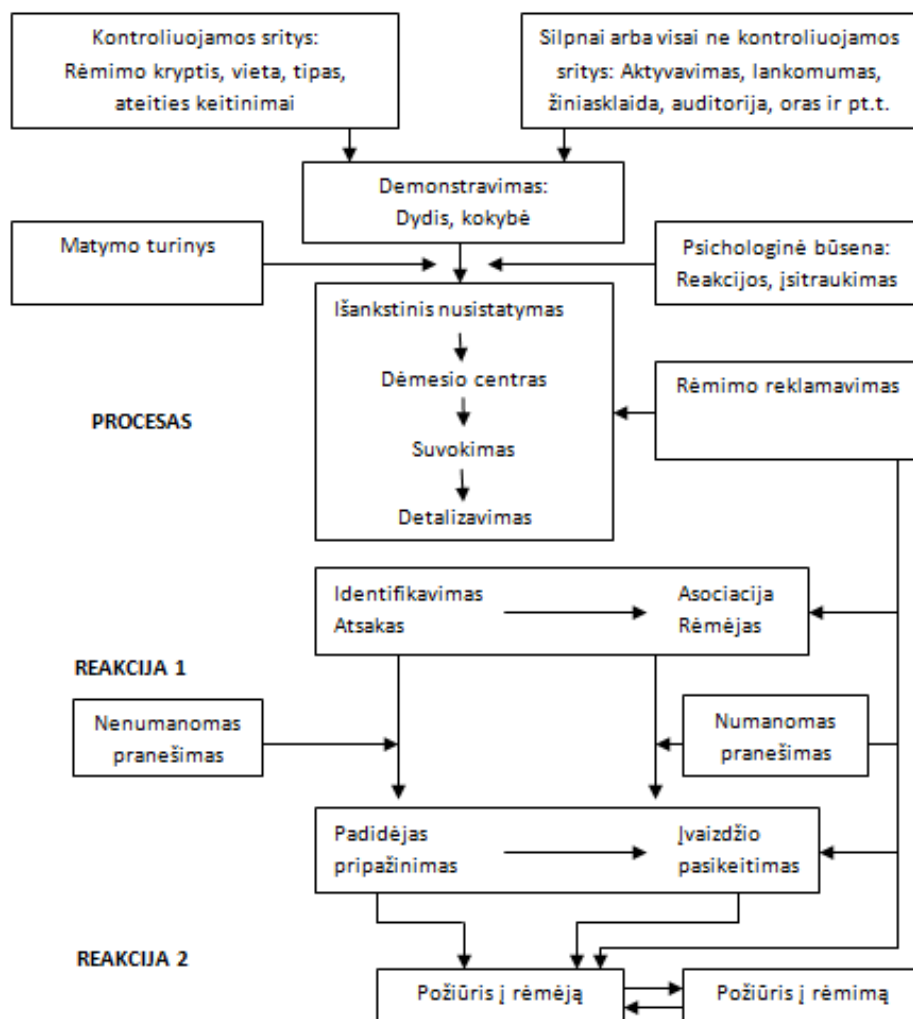 Kontroliuojamos sritys:
Rėmimo kryptis, vieta, tipas,
ateities keitinimai
Silpnai arba visai ne kontroliuojamos
sritys: Aktyvavimas, lankomumas,
žiniasklaida, auditorija, oras ir pt.t.
Demonstravimas:
Dydis, kokybė
Matymo turinys
Psichologinė būsena:
Reakcijos, įsitraukimas
Išankstinis nusistatymas
Dėmesio centras
Suvokimas
Detalizavimas
Rėmimo reklamavimas
PROCESAS
Identifikavimas
Atsakas
Asociacija
Rėmėjas
REAKCIJA 1
Nenumanomas
pranešimas
Numanomas
pranešimas
Padidėjas
pripažinimas
Įvaizdžio
pasikeitimas
REAKCIJA 2
Požiūris į rėmėją
Požiūris į rėmimą